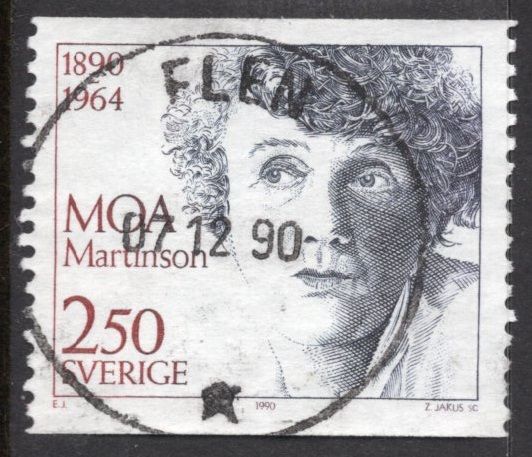 1890
1964
FLEN
MOA
Martinson
07 12 90
2.50
SVERIGE
E.J.
1990
Z. JAKUS SC